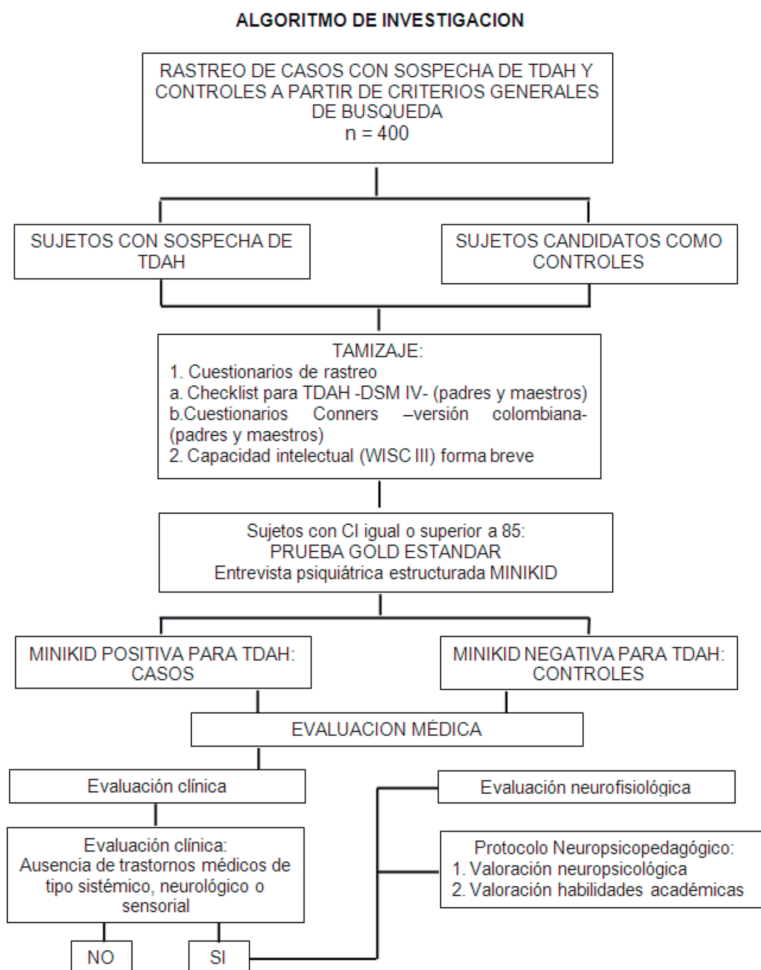 ALGORITMO DE INVESTIGACION
RASTREO DE CASOS CON SOSPECHA DE TDAH Y
CONTROLES A PARTIR DE CRITERIOS GENERALES
DE BUSQUEDA
n = 400
SUJETOS CON SOSPECHA DE
TDAH
SUJETOS CANDIDATOS COMO
CONTROLES
TAMIZAJE:
1. Cuestionarios de rastreo
a. Checklist para TDAH -DSM IV- (padres y maestros)
b.Cuestionarios Conners –versión colombiana-
(padres y maestros)
2. Capacidad intelectual (WISC III) forma breve
Sujetos con CI igual o superior a 85:
PRUEBA GOLD ESTANDAR
Entrevista psiquiátrica estructurada MINIKID
MINIKID POSITIVA PARA TDAH:
CASOS
MINIKID NEGATIVA PARA TDAH:
CONTROLES
EVALUACION MÉDICA
Evaluación clínica
Evaluación neurofisiológica
Evaluación clínica:
Ausencia de trastornos médicos de
tipo sistémico, neurológico o
sensorial
Protocolo Neuropsicopedagógico:
1. Valoración neuropsicológica
2. Valoración habilidades académicas
NO
SI